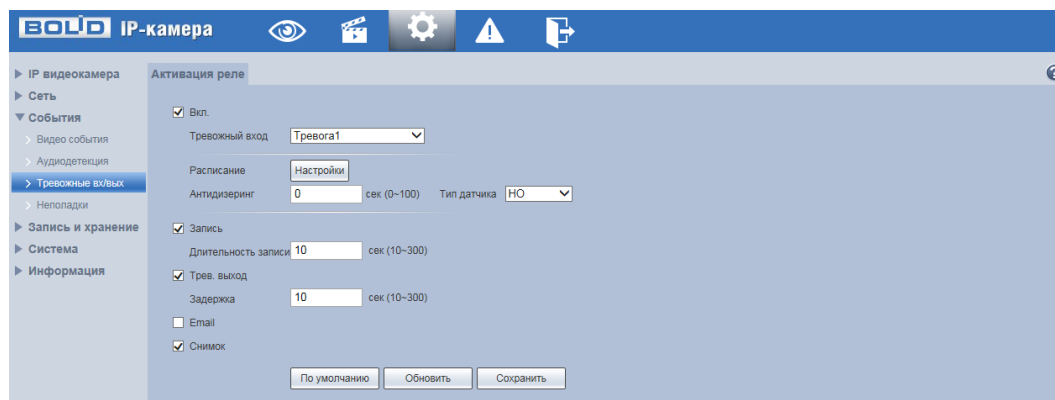 BOLID IP-камера
IP видеокамера
Сеть
События
Видео события
Аудиодетекция
Тревожные вх/вых
Неполадки
Запись и хранение
Система
Информация
Активация реле
Вкл.
Тревожный вход Тревога1
Расписание Настройки
Антидизеринг 0 сек (0~100) Тип датчика НО
Запись
Длительность записи 10 сек (10~300)
Трев. выход
Задержка 10 сек (10~300)
Email
Снимок
По умолчанию Обновить Сохранить